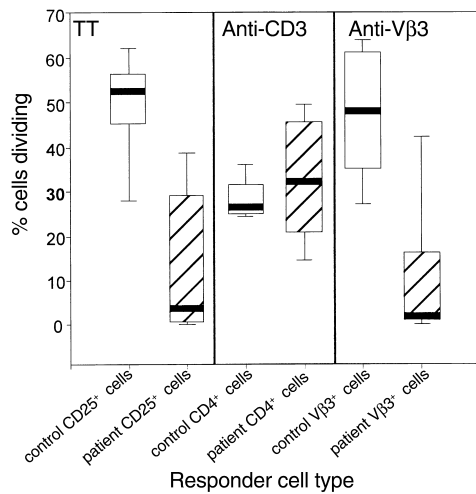 TT
Anti-CD3
Anti-Vβ3
% cells dividing
70
60
50
40
30
20
10
0
control CD25+ cells
patient CD25+ cells
control CD4+ cells
patient CD4+ cells
control Vβ3+ cells
patient Vβ3+ cells
Responder cell type